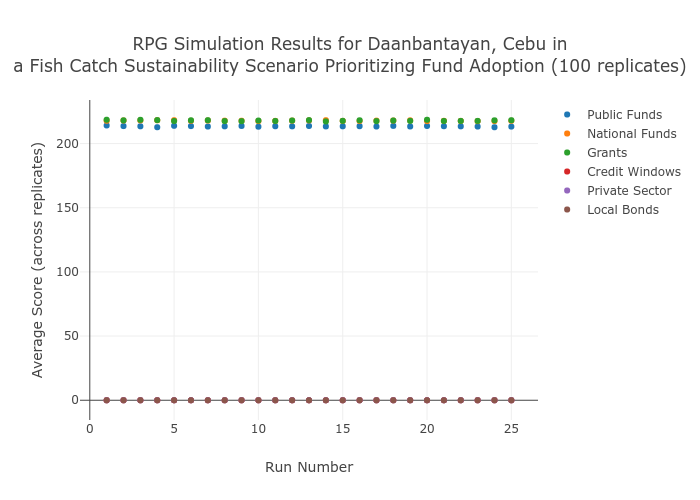 RPG Simulation Results for Daanbantayan, Cebu in
a Fish Catch Sustainability Scenario Prioritizing Fund Adoption (100 replicates)
Public Funds
National Funds
Grants
Credit Windows
Private Sector
Local Bonds
Average Score (across replicates)
200
150
100
50
0
0
5
10
15
20
25
Run Number